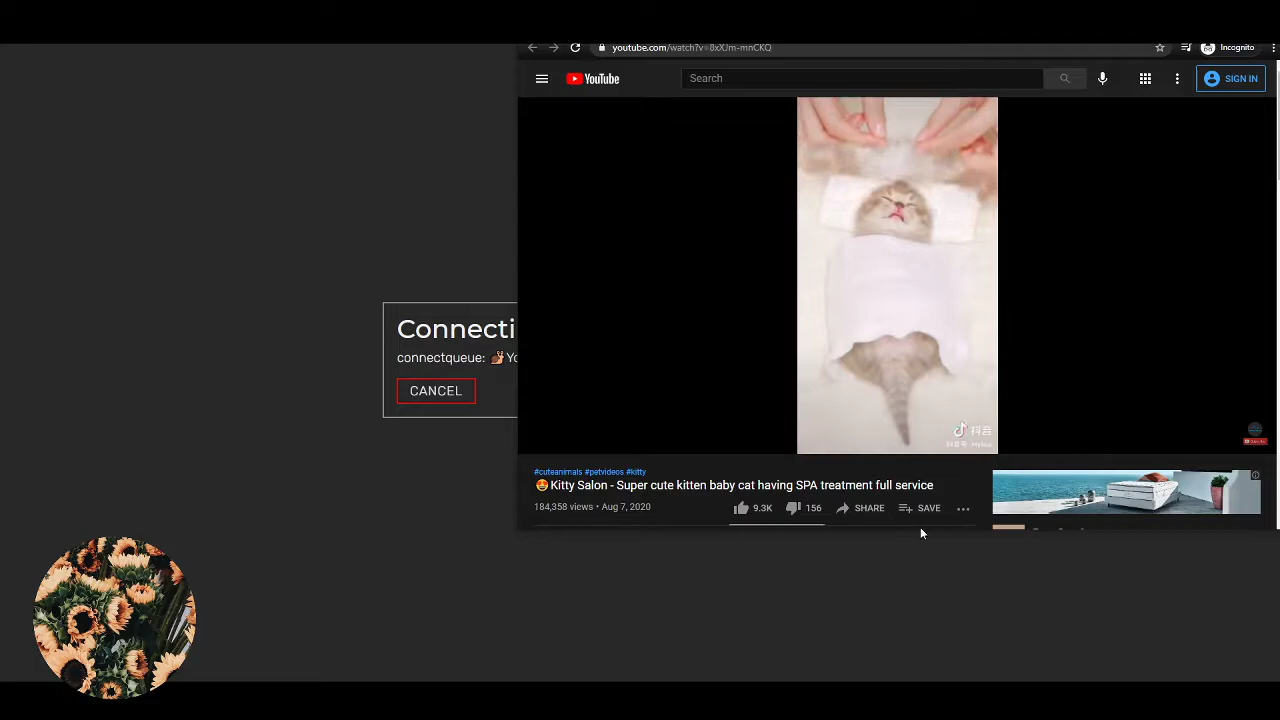 youtube.com/watch?v=8xXJm-mnCKQ
Incognito
YouTube
Search
SIGN IN
Connecti
connectqueue: 🐌Yo
CANCEL
抖音
#cuteanimals #petvideos #kitty
😍Kitty Salon - Super cute kitten baby cat having SPA treatment full service
184,358 views • Aug 7, 2020
9.3K
156
SHARE
SAVE